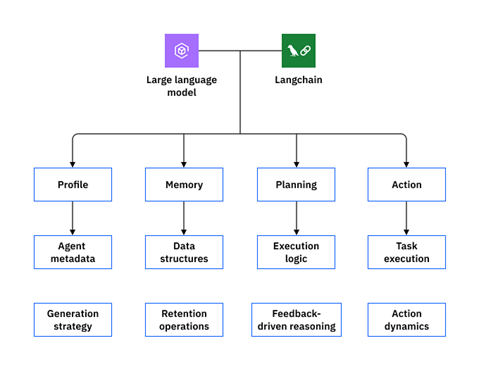 Large language
model
Langchain
Profile
Memory
Planning
Action
Agent
metadata
Data
structures
Execution
logic
Task
execution
Generation
strategy
Retention
operations
Feedback-
driven reasoning
Action
dynamics